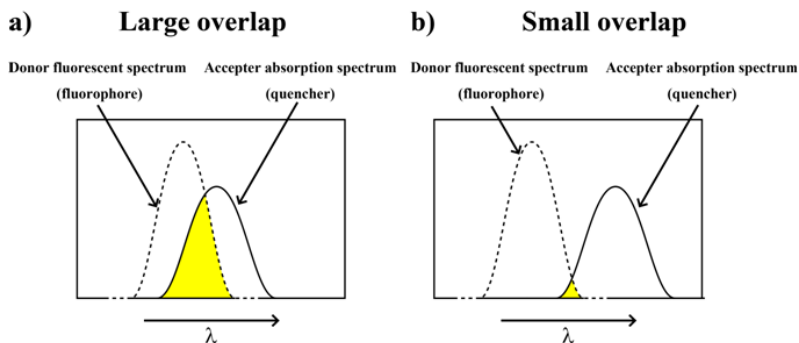 a) Large overlap
Donor fluorescent spectrum
(fluorophore)
Accepter absorption spectrum
(quencher)
λ
b) Small overlap
Donor fluorescent spectrum
(fluorophore)
Accepter absorption spectrum
(quencher)
λ